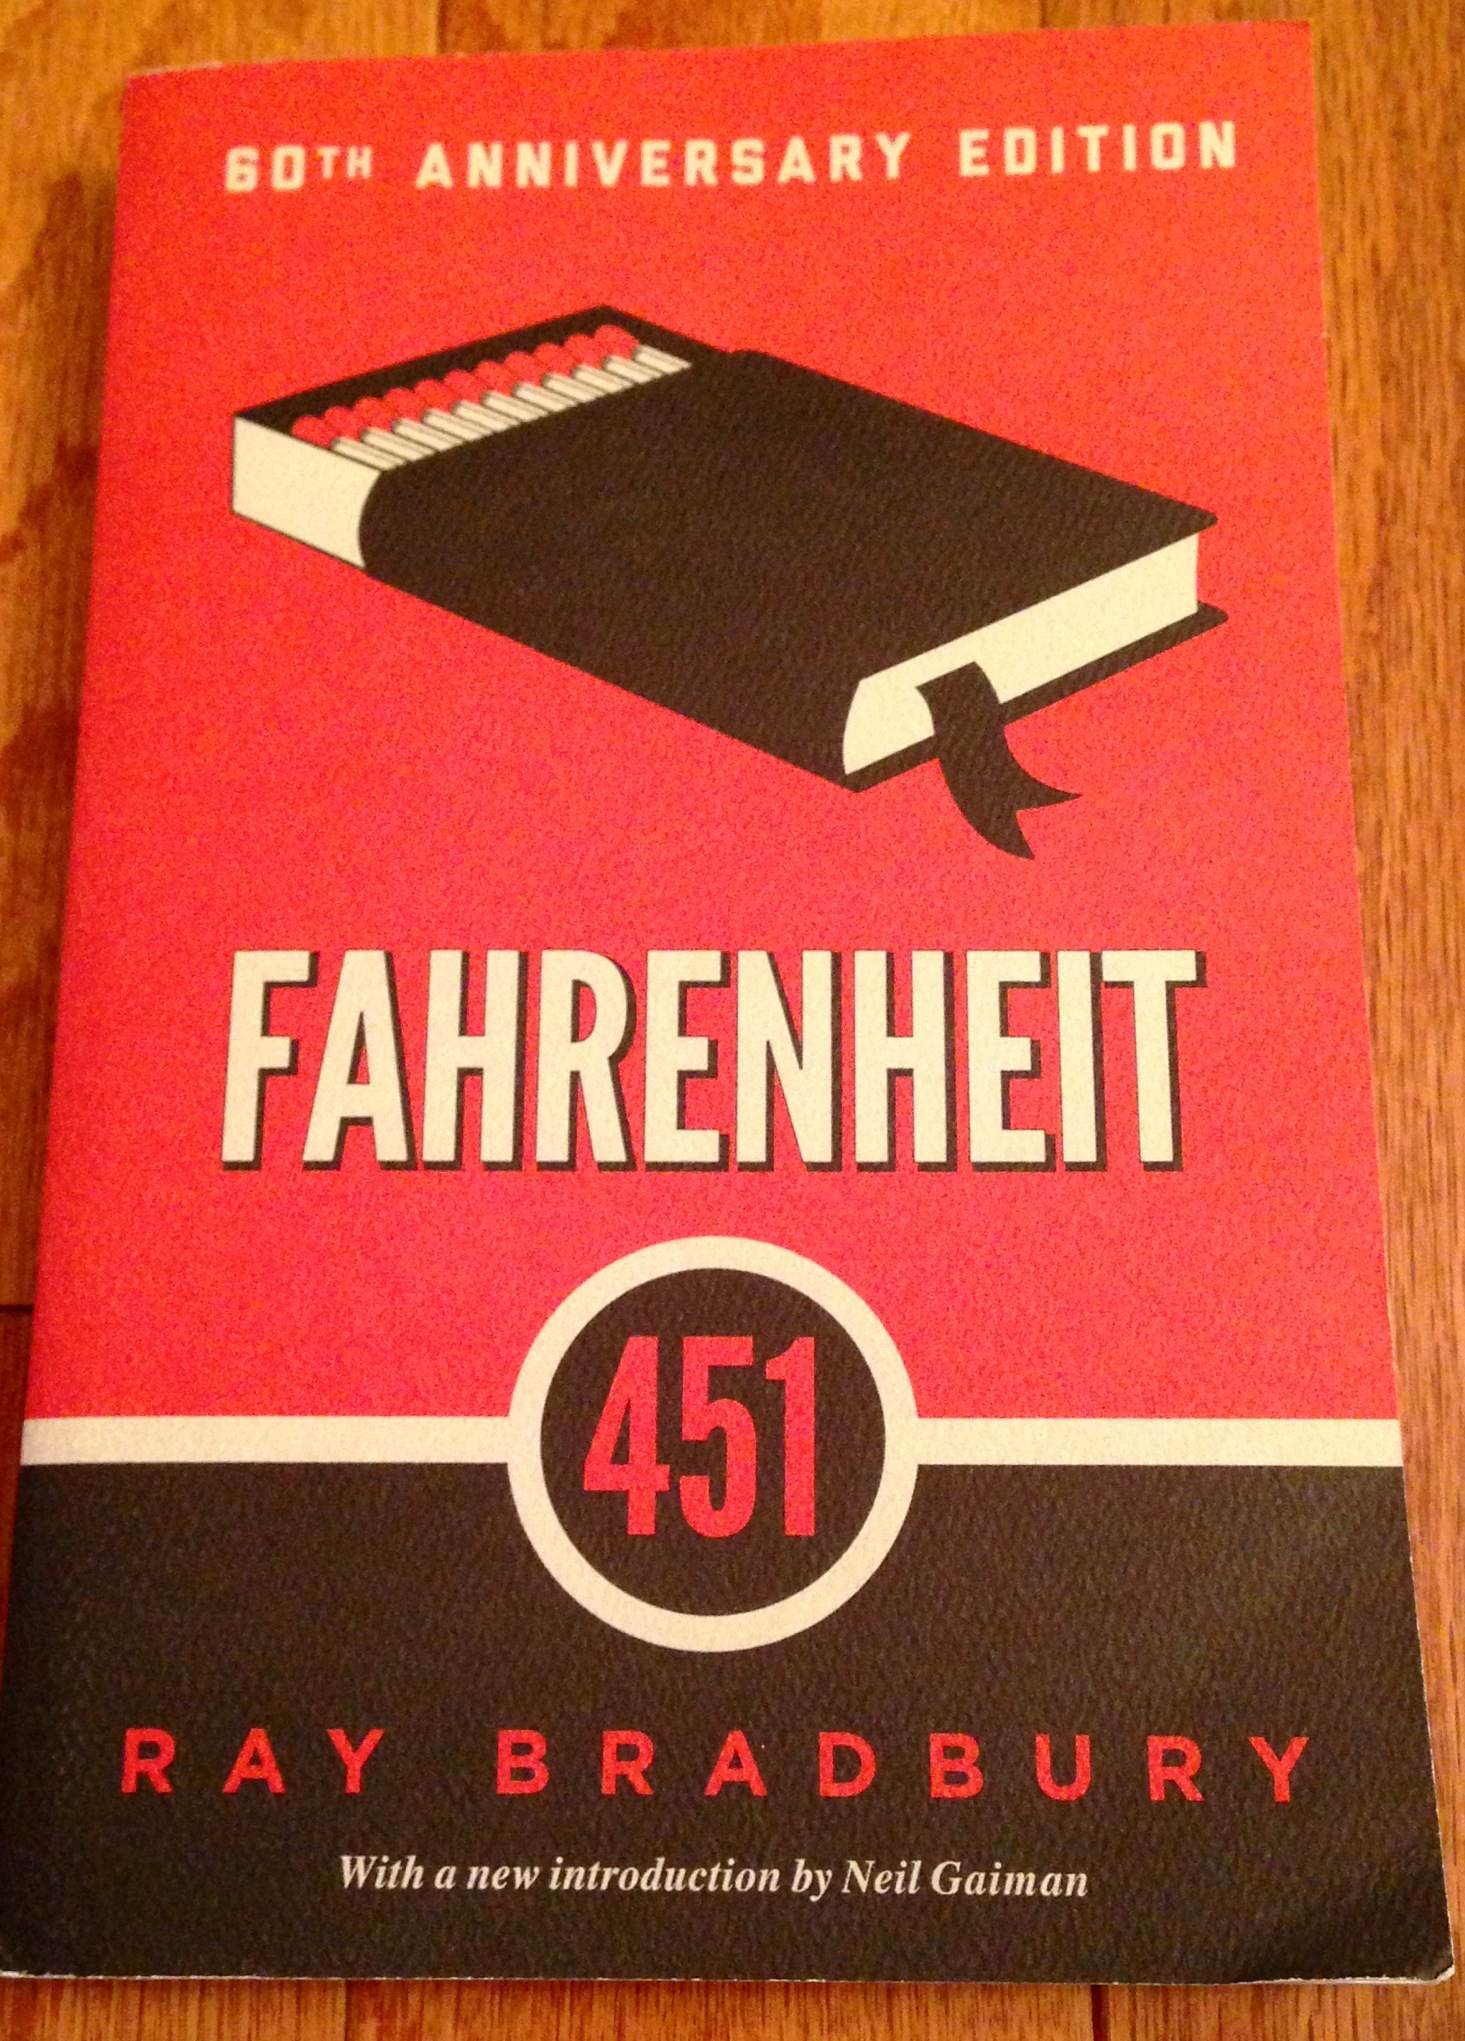 60TH ANNIVERSARY EDITION
FAHRENHEIT
451
RAY BRADBURY
With a new introduction by Neil Gaiman